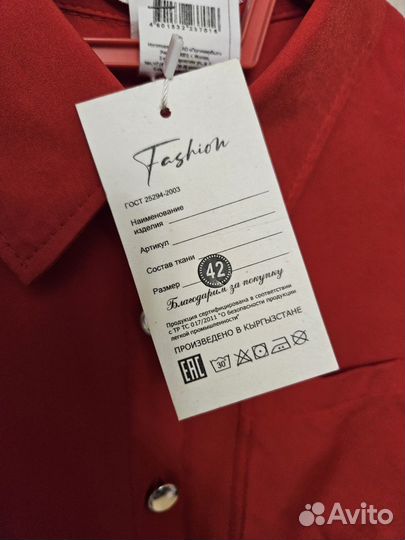 Fashion
ГОСТ 25294-2003
Наименование
изделия
Артикул
Состав ткани
Размер 42
Благодарим за покупку
Продукция сертифицирована в соответствии
с ТР ТС 017/2011 "О безопасности продукции
легкой промышленности"
ПРОИЗВЕДЕНО В КЫРГЫЗСТАНЕ
EAC 30°
Avito